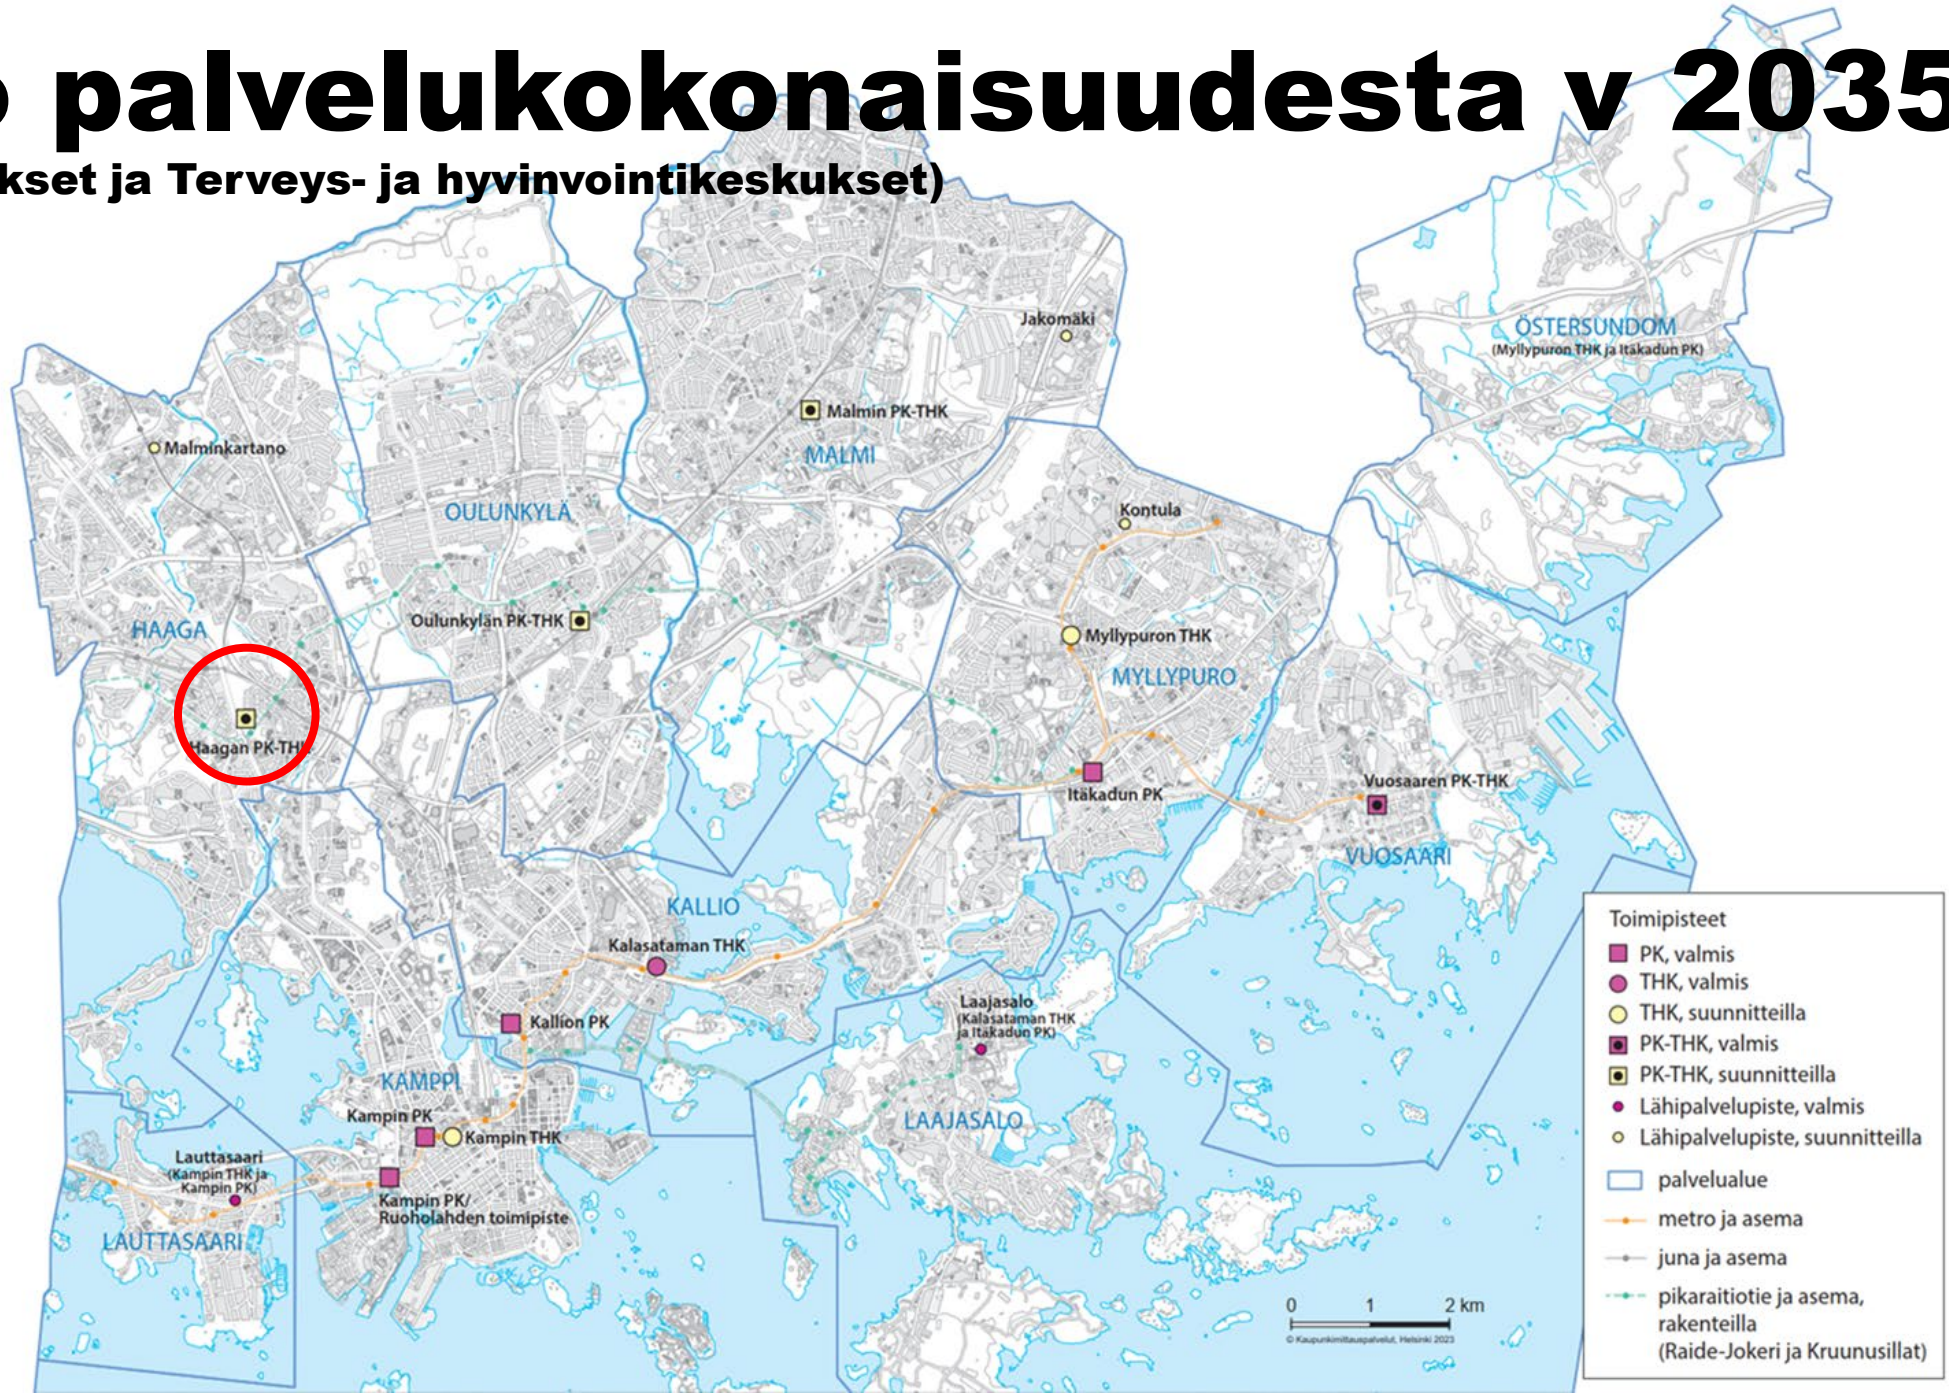 palvelukokonaisuudesta v 2035
kset ja Terveys- ja hyvinvointikeskukset)
Jakomäki
ÖSTERSUNDOM
(Myllypuron THK ja Itäkadun PK)
Malmin PK-THK
MALMI
Malminkartano
OULUNKYLÄ
Kontula
Oulunkylän PK-THK
HAAGA
Myllypuron THK
MYLLYPURO
Haagan PK-THK
Itäkadun PK
Vuosaaren PK-THK
VUOSAARI
KALLIO
Kalasataman THK
Kallion PK
Laajasalo
(Kalasataman THK
ja Itäkadun PK)
KAMPPI
Kampin PK
Kampin THK
LAAJASALO
Lauttasaari
(Kampin THK ja
Kampin PK)
Kampin PK/
Ruoholahden toimipiste
LAUTTASAARI
0 1 2 km
© Kaupunkimittauspalvelut, Helsinki 2023
Toimipisteet
PK, valmis
THK, valmis
THK, suunnitteilla
PK-THK, valmis
PK-THK, suunnitteilla
Lähipalvelupiste, valmis
Lähipalvelupiste, suunnitteilla
palvelualue
metro ja asema
juna ja asema
pikaraitiotie ja asema,
rakenteilla
(Raide-Jokeri ja Kruunusillat)